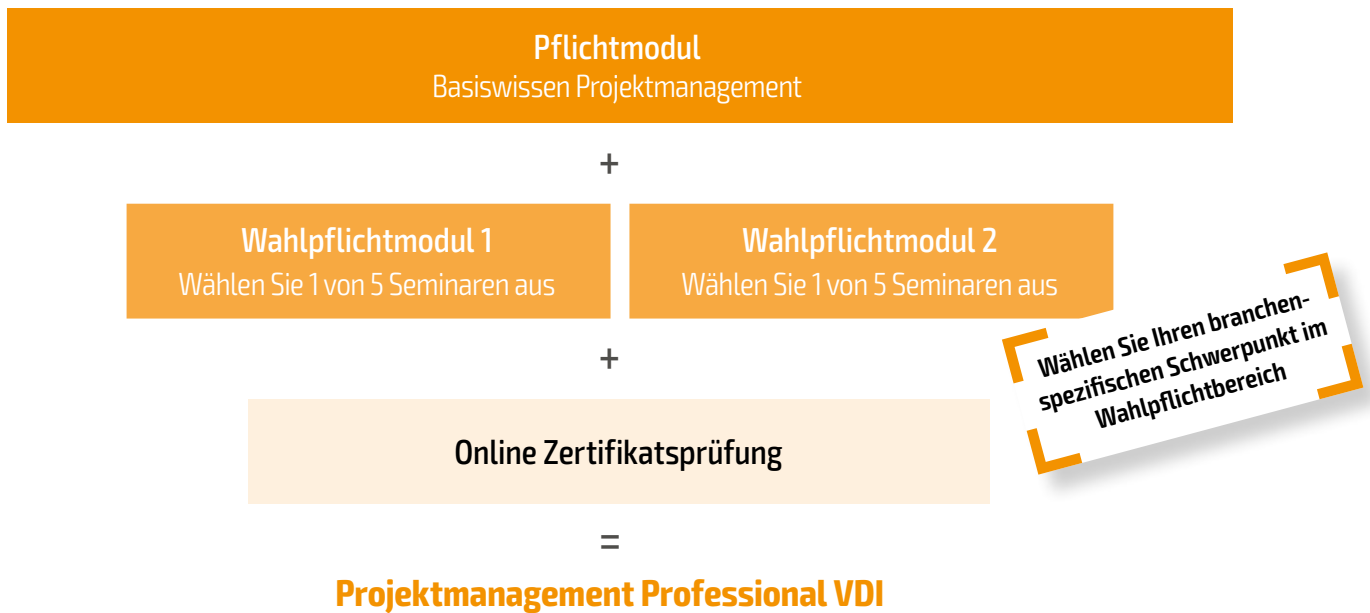 Pflichtmodul
Basiswissen Projektmanagement
+
Wahlpflichtmodul 1
Wählen Sie 1 von 5 Seminaren aus
Wahlpflichtmodul 2
Wählen Sie 1 von 5 Seminaren aus
Wählen Sie Ihren branchen-
spezifischen Schwerpunkt im
Wahlpflichtbereich
+
Online Zertifikatsprüfung
=
Projektmanagement Professional VDI